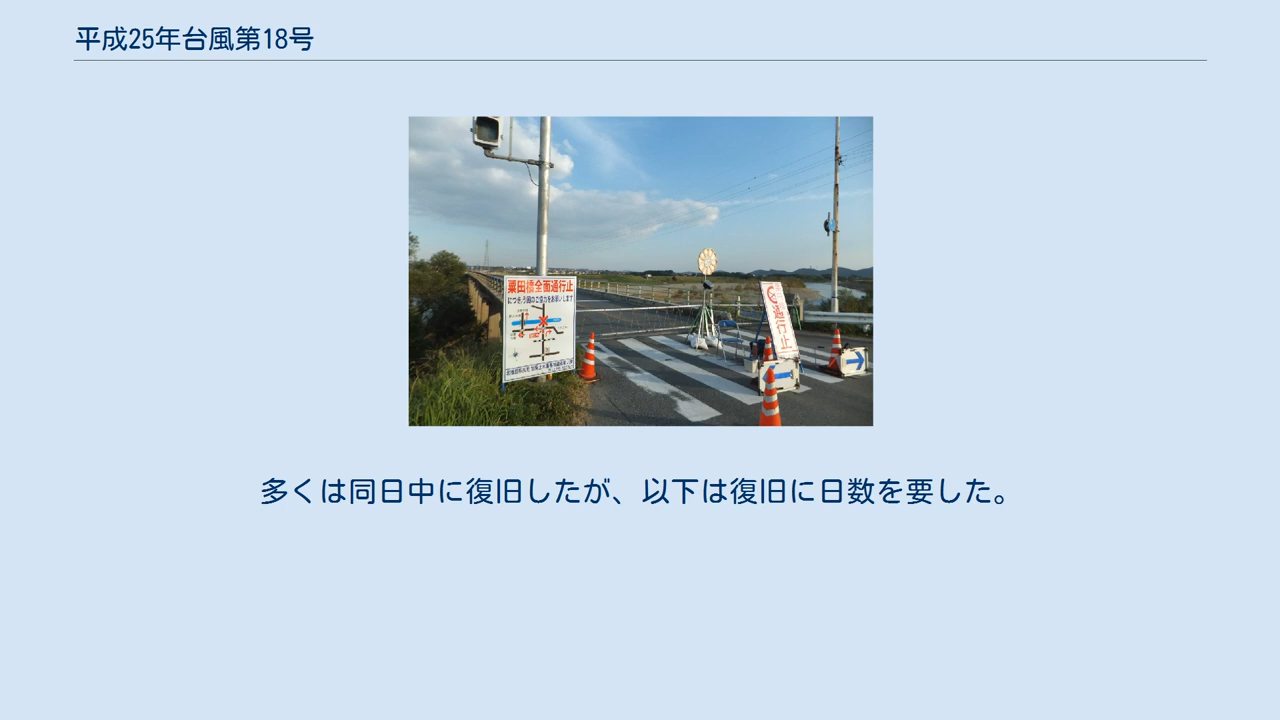 平成25年台風第18号
粟田橋全面通行止
多くは同日中に復旧したが、以下は復旧に日数を要した。